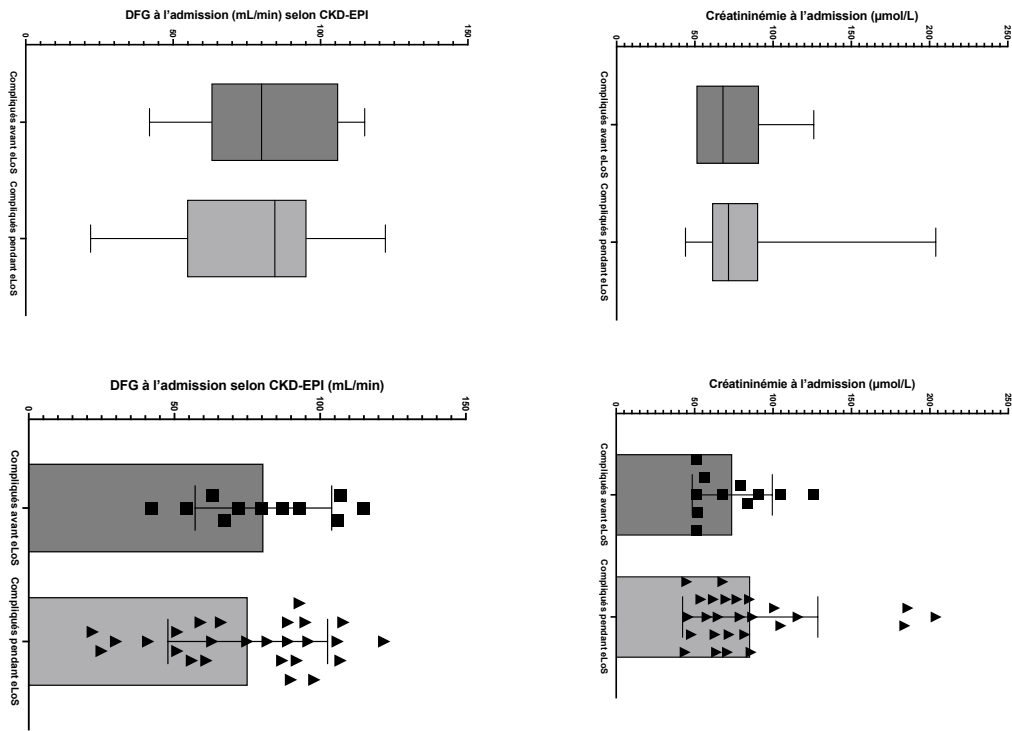 DFG à l'admission (mL/min) selon CKD-EPI
0
50
100
150
Compliqués avant eLoS
Compliqués pendant eLoS
Créatininémie à l'admission (µmol/L)
0
50
100
150
200
250
Compliqués avant eLoS
Compliqués pendant eLoS
DFG à l'admission selon CKD-EPI (mL/min)
0
50
100
150
Compliqués avant eLoS
Compliqués pendant eLoS
Créatininémie à l'admission (µmol/L)
0
50
100
150
200
250
Compliqués avant eLoS
Compliqués pendant eLoS